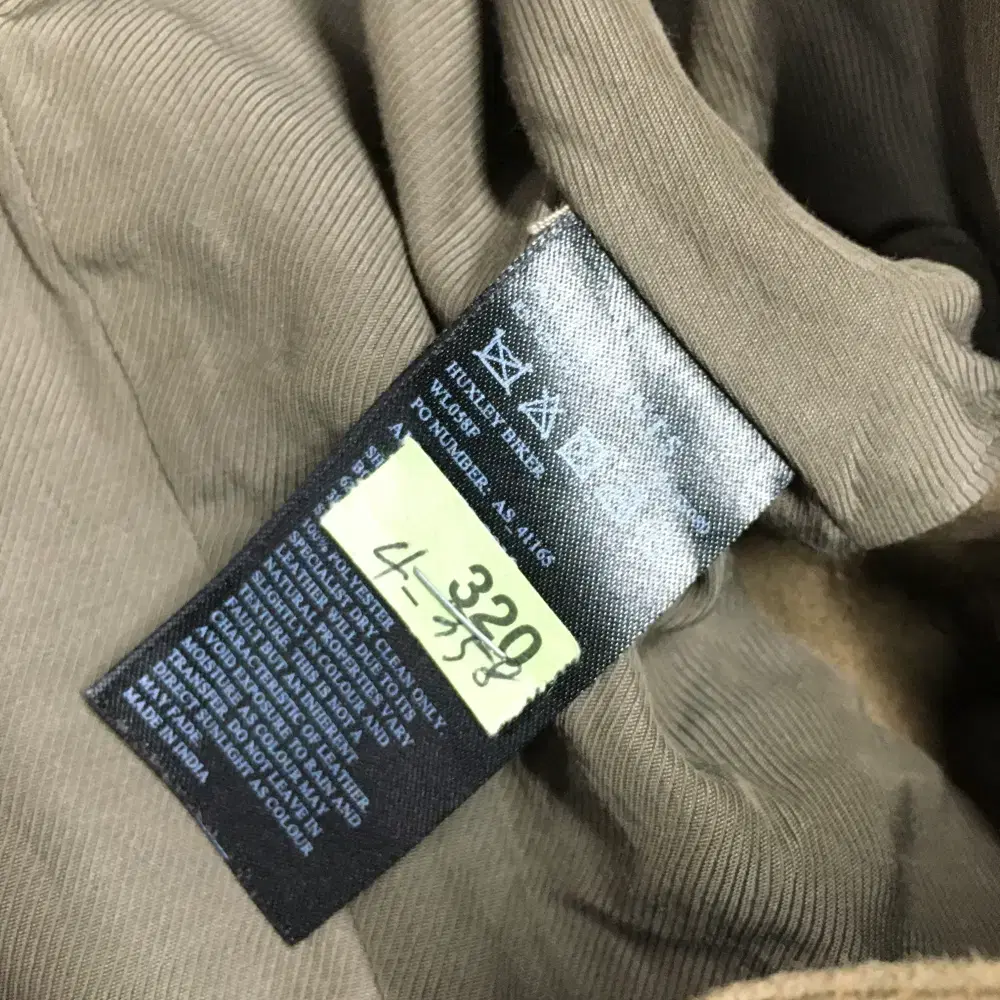 HUXLEY BIKER
WL058F
PO NUMBER: AS_41165
320
4-358
100% POLYESTER
SPECIALIST DRY CLEAN ONLY.
LEATHER WILL DUE TO ITS
NATURAL PROPERTIES VARY
SLIGHTLY IN COLOUR AND
TEXTURE. THIS IS NOT A
FAULT BUT AN INHERENT
CHARACTERISTIC OF LEATHER
AVOID EXPOSURE TO RAIN AND
MOISTURE AS COLOUR MAY
TRANSFER. DO NOT LEAVE IN
DIRECT SUNLIGHT AS COLOUR
MAY FADE.
MADE IN INDIA